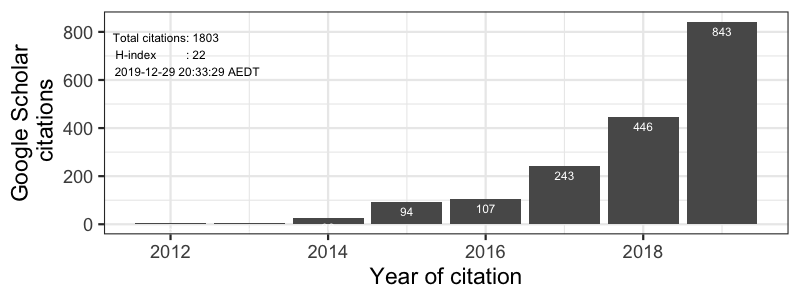 Total citations: 1803
H-index : 22
2019-12-29 20:33:29 AEDT
Google Scholar
citations
800
600
400
200
0
94
107
243
446
843
2012
2014
2016
2018
Year of citation